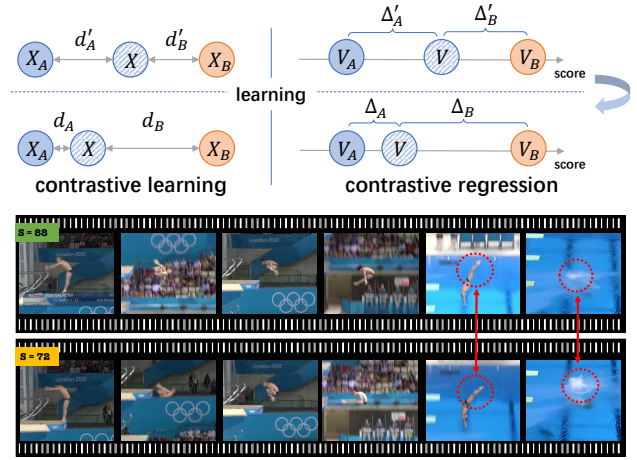 d′_A d′_B
X_A X X_B
Δ′_A Δ′_B
V_A V V_B
score
learning
d_A d_B
X_A X X_B
Δ_A Δ_B
V_A V V_B
score
contrastive learning
contrastive regression
S = 88
London 2012
S = 72
London 2012